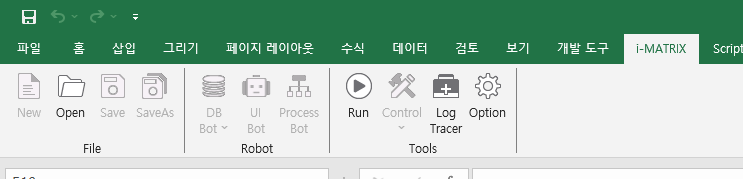 파일 홈 삽입 그리기 페이지 레이아웃 수식 데이터 검토 보기 개발 도구 i-MATRIX Script
New Open Save SaveAs DB Bot UI Bot Process Bot Run Control Log Tracer Option
File Robot Tools